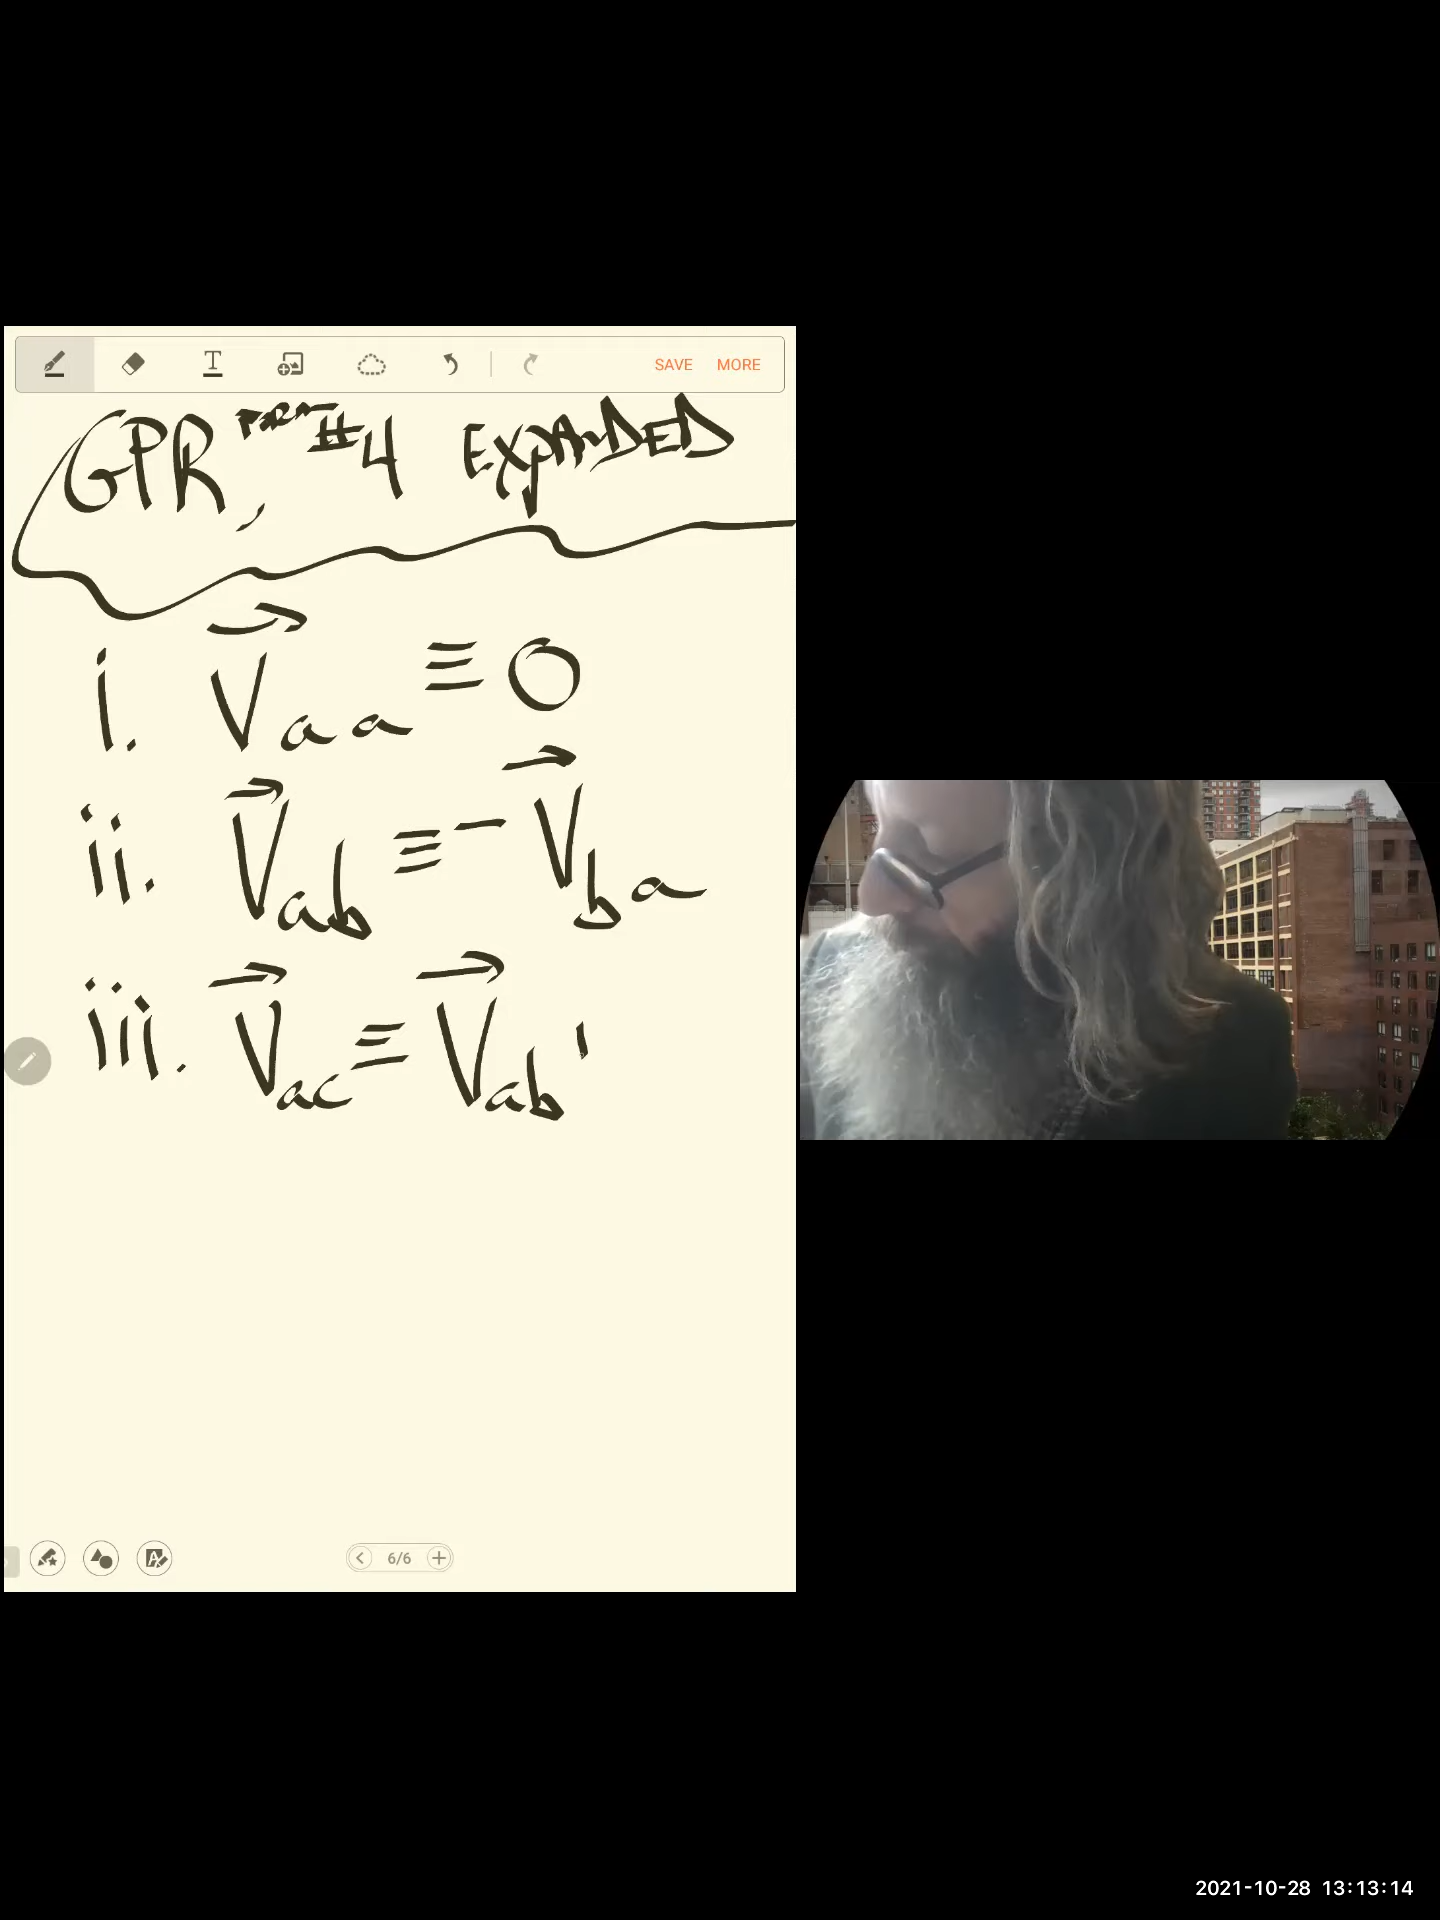 T
SAVE MORE
GPR, FORM #4 EXPANDED
i. V⃗aa ≡ 0
ii. V⃗ab ≡ - V⃗ba
iii. V⃗ac ≡ V⃗ab
A
6/6
2021-10-28 13:13:14